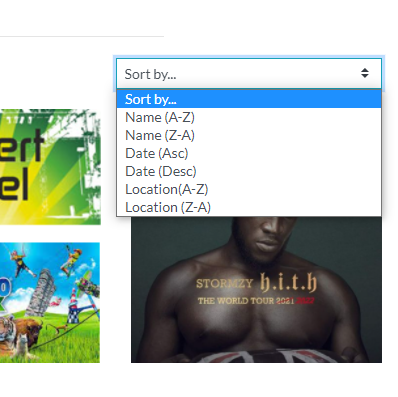 Sort by...
Sort by...
Name (A-Z)
Name (Z-A)
Date (Asc)
Date (Desc)
Location(A-Z)
Location (Z-A)
ert
el
STORMZY h.i.t.h
THE WORLD TOUR 2021